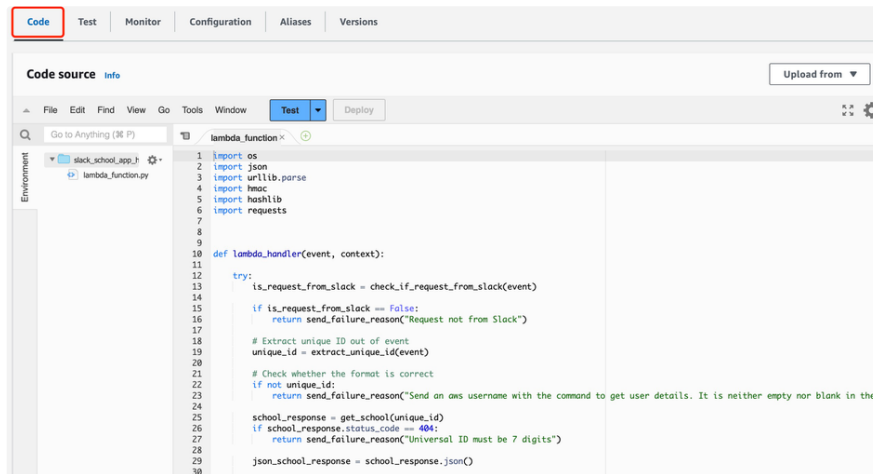 Code Test Monitor Configuration Aliases Versions
Code source Info Upload from
File Edit Find View Go Tools Window Test Deploy
Go to Anything (⌘ P) lambda_function
Environment
slack_school_app_h
lambda_function.py
1 import os
2 import json
3 import urllib.parse
4 import hmac
5 import hashlib
6 import requests
7
8
9
10 def lambda_handler(event, context):
11
12 try:
13 is_request_from_slack = check_if_request_from_slack(event)
14
15 if is_request_from_slack == False:
16 return send_failure_reason("Request not from Slack")
17
18 # Extract unique ID out of event
19 unique_id = extract_unique_id(event)
20
21 # Check whether the format is correct
22 if not unique_id:
23 return send_failure_reason("Send an aws username with the command to get user details. It is neither empty nor blank in the
24
25 school_response = get_school(unique_id)
26 if school_response.status_code == 404:
27 return send_failure_reason("Universal ID must be 7 digits")
28
29 json_school_response = school_response.json()
30